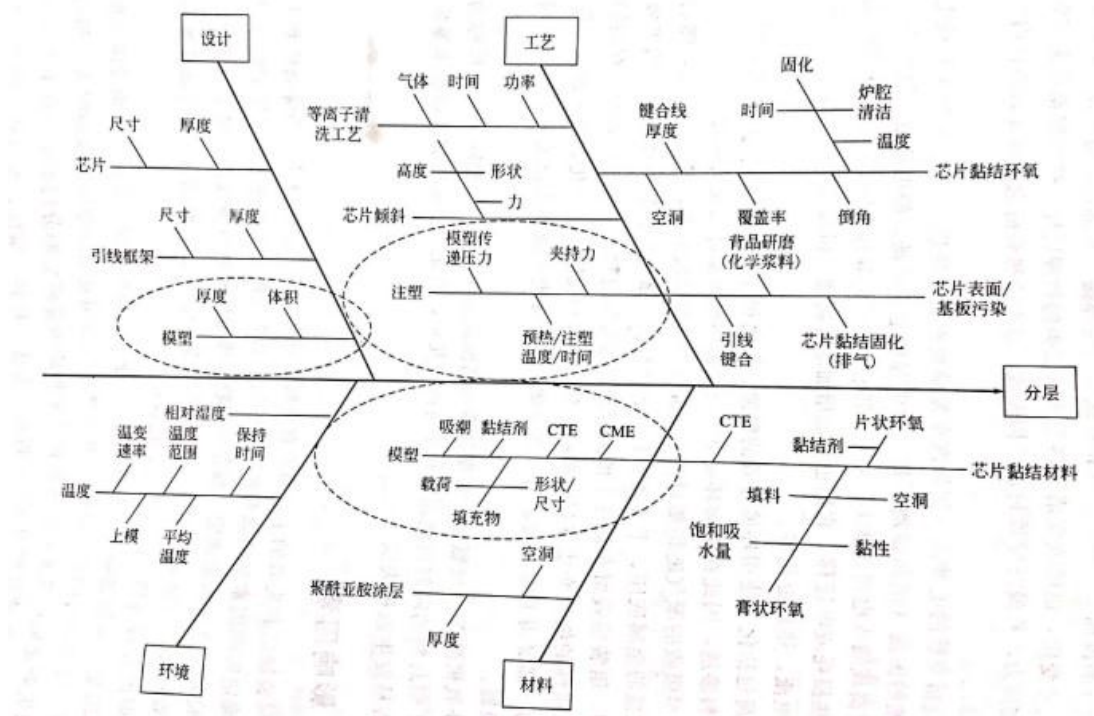 设计
工艺
尺寸
厚度
芯片
尺寸
厚度
引线框架
厚度
体积
模塑
气体
时间
功率
等离子清
洗工艺
高度
形状
力
芯片倾斜
模塑传
递压力
夹持力
注塑
预热/注塑
温度/时间
键合线
厚度
固化
时间
炉腔
清洁
温度
芯片黏结环氧
空洞
覆盖率
倒角
背品研磨
(化学浆料)
芯片表面/
基板污染
引线
键合
芯片黏结固化
(排气)
分层
相对湿度
温变
速率
温度
范围
保持
时间
温度
上模
平均
温度
吸潮
黏结剂
CTE
CME
模塑
载荷
形状/
尺寸
填充物
CTE
黏结剂
片状环氧
芯片黏结材料
填料
空洞
饱和吸
水量
黏性
膏状环氧
空洞
聚酰亚胺涂层
厚度
环境
材料